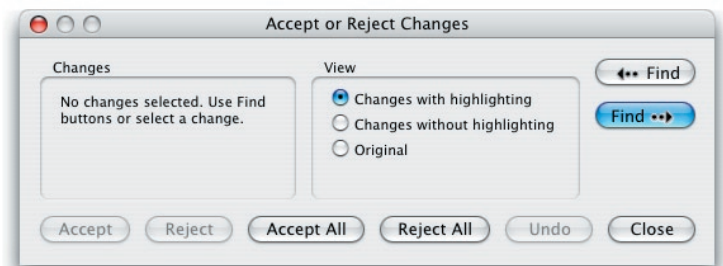 Accept or Reject Changes
Changes
No changes selected. Use Find
buttons or select a change.
View
Changes with highlighting
Changes without highlighting
Original
Find
Find
Accept
Reject
Accept All
Reject All
Undo
Close